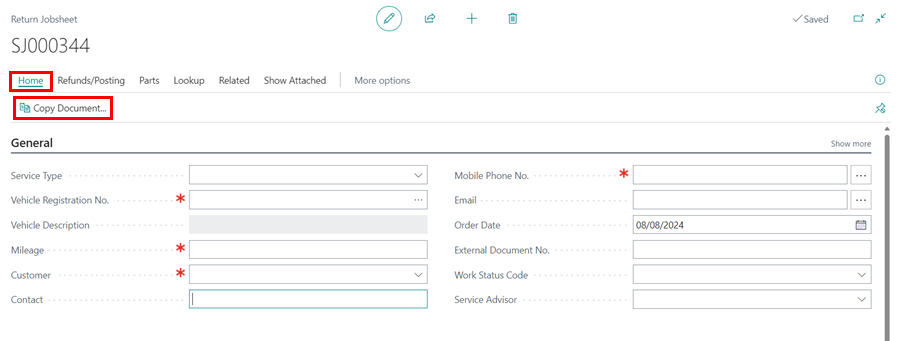 Return Jobsheet
Saved
SJ000344
Home Refunds/Posting Parts Lookup Related Show Attached More options
Copy Document...
General Show more
Service Type Mobile Phone No. * ...
Vehicle Registration No. * ... Email ...
Vehicle Description Order Date 08/08/2024
Mileage * External Document No.
Customer * Work Status Code
Contact Service Advisor